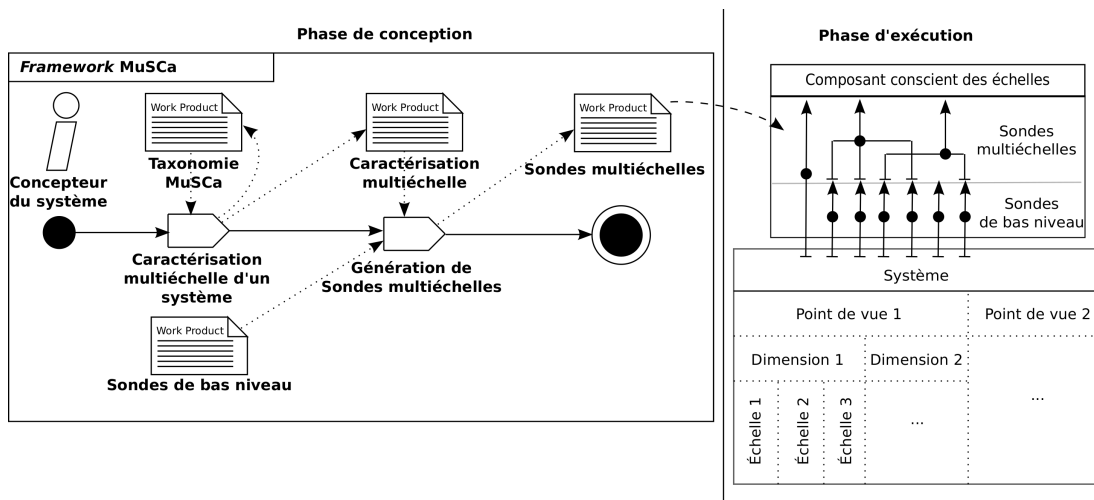 Phase de conception
Framework MuSCa
Work Product
Taxonomie
MuSCa
Work Product
Caractérisation
multiéchelle
Work Product
Sondes multiéchelles
Concepteur
du système
Caractérisation
multiéchelle d'un
système
Génération de
Sondes multiéchelles
Work Product
Sondes de bas niveau
Phase d'exécution
Composant conscient des échelles
Sondes
multiéchelles
Sondes
de bas niveau
Système
Point de vue 1
Point de vue 2
Dimension 1
Dimension 2
...
Échelle 1
Échelle 2
Échelle 3
...